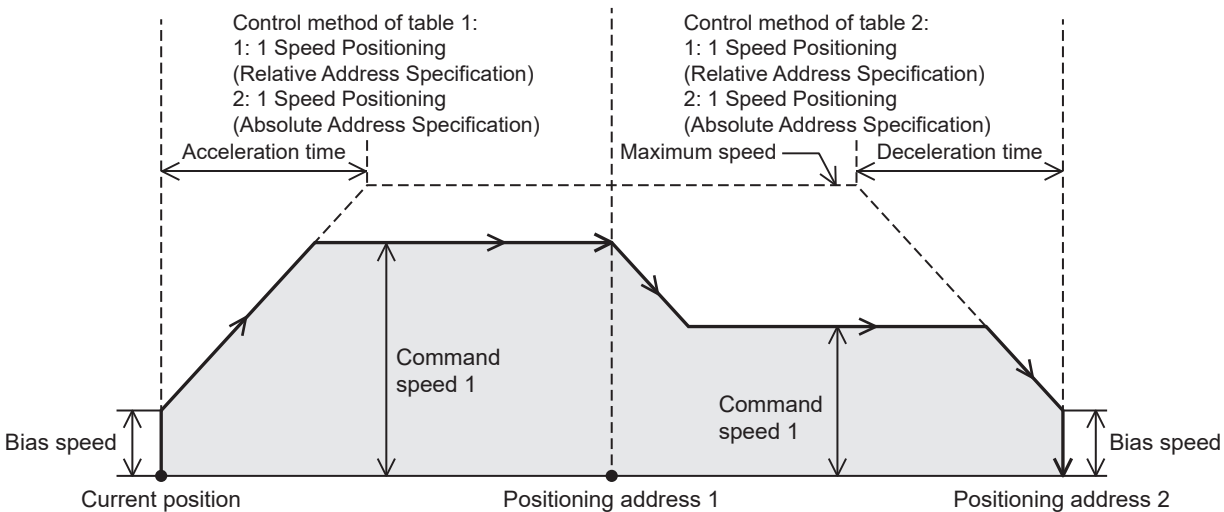 Control method of table 1:
1: 1 Speed Positioning
(Relative Address Specification)
2: 1 Speed Positioning
(Absolute Address Specification)
Control method of table 2:
1: 1 Speed Positioning
(Relative Address Specification)
2: 1 Speed Positioning
(Absolute Address Specification)
Acceleration time
Maximum speed
Deceleration time
Command
speed 1
Command
speed 1
Bias speed
Bias speed
Current position
Positioning address 1
Positioning address 2